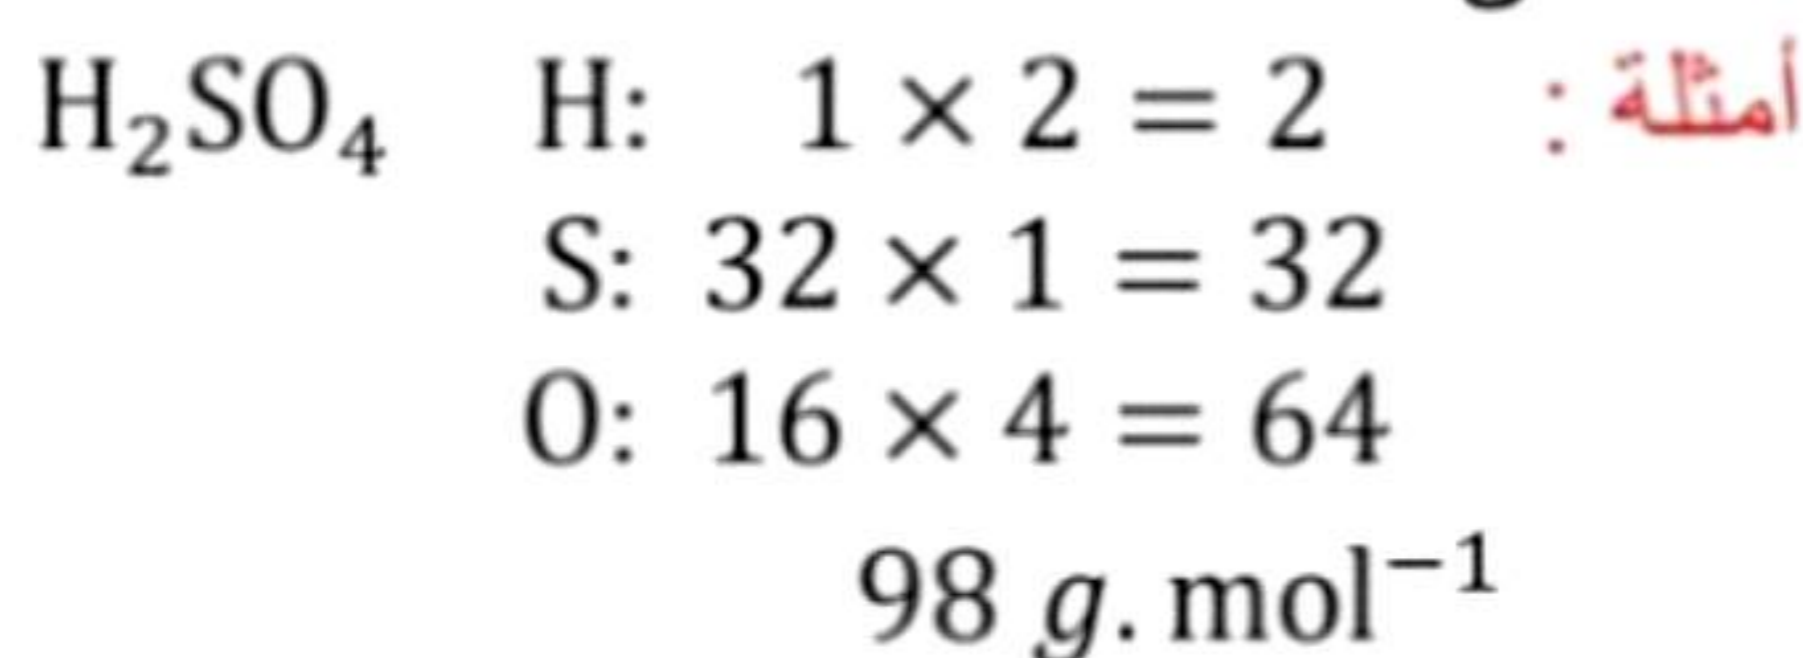 أمثلة :
H₂SO₄ H: 1 × 2 = 2
S: 32 × 1 = 32
O: 16 × 4 = 64
98 g. mol⁻¹